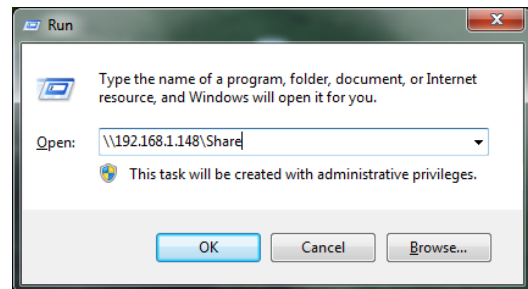 Run
Type the name of a program, folder, document, or Internet
resource, and Windows will open it for you.
Open: \\192.168.1.148\Share
This task will be created with administrative privileges.
OK Cancel Browse...